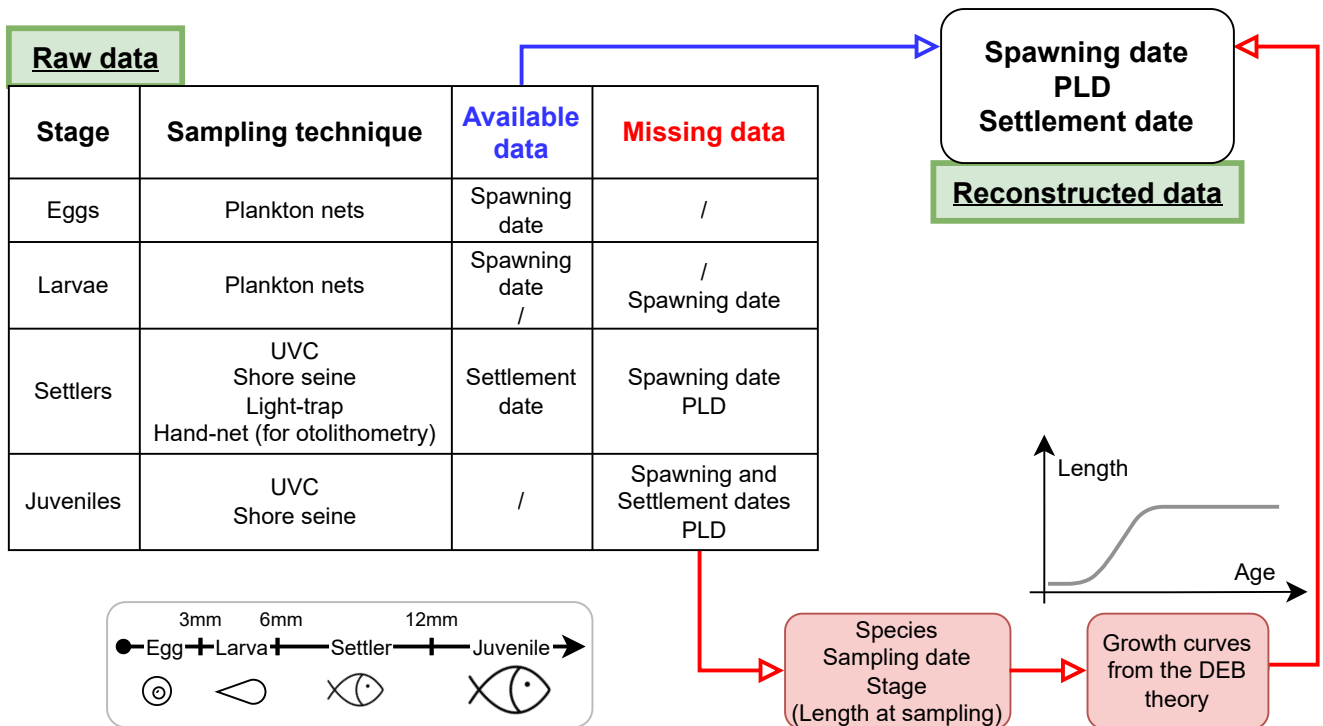 Raw data
Stage
Sampling technique
Available
data
Missing data
Eggs
Plankton nets
Spawning
date
/
Larvae
Plankton nets
Spawning
date
/
/
Spawning date
Settlers
UVC
Shore seine
Light-trap
Hand-net (for otolithometry)
Settlement
date
Spawning date
PLD
Juveniles
UVC
Shore seine
/
Spawning and
Settlement dates
PLD
Spawning date
PLD
Settlement date
Reconstructed data
Length
Age
3mm
6mm
12mm
Egg
Larva
Settler
Juvenile
Species
Sampling date
Stage
(Length at sampling)
Growth curves
from the DEB
theory